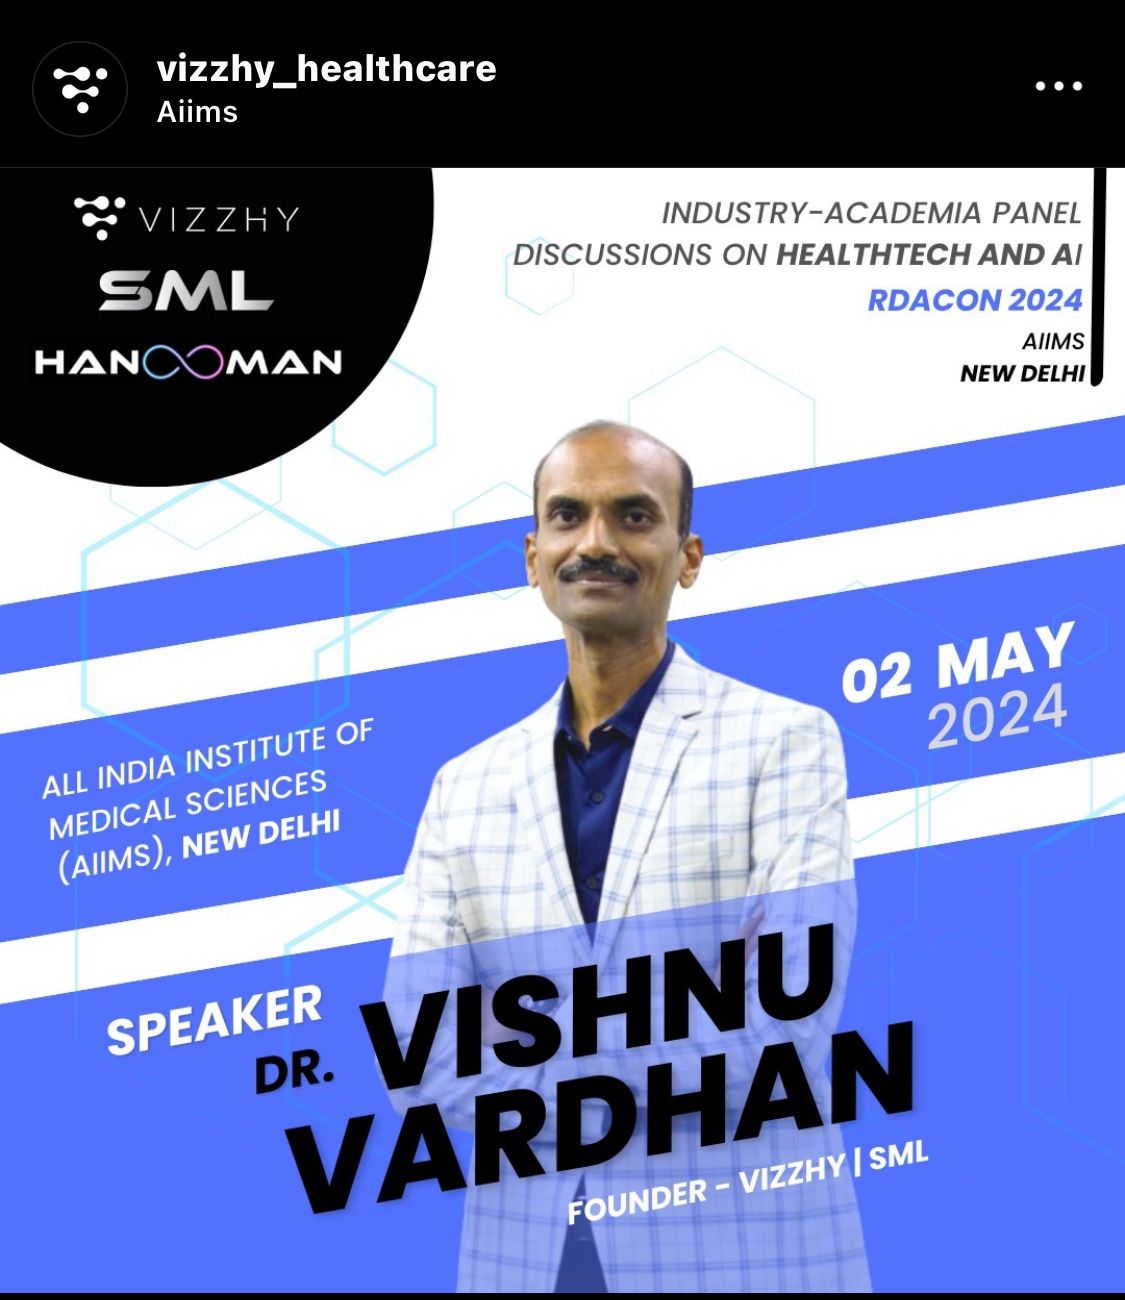 vizzhy_healthcare
Aiims
VIZZHY
SML
HANOOMAN
INDUSTRY-ACADEMIA PANEL
DISCUSSIONS ON HEALTHTECH AND AI
RDACON 2024
AIIMS
NEW DELHI
02 MAY
2024
ALL INDIA INSTITUTE OF
MEDICAL SCIENCES
(AIIMS), NEW DELHI
SPEAKER
DR. VISHNU
VARDHAN
FOUNDER - VIZZHY | SML